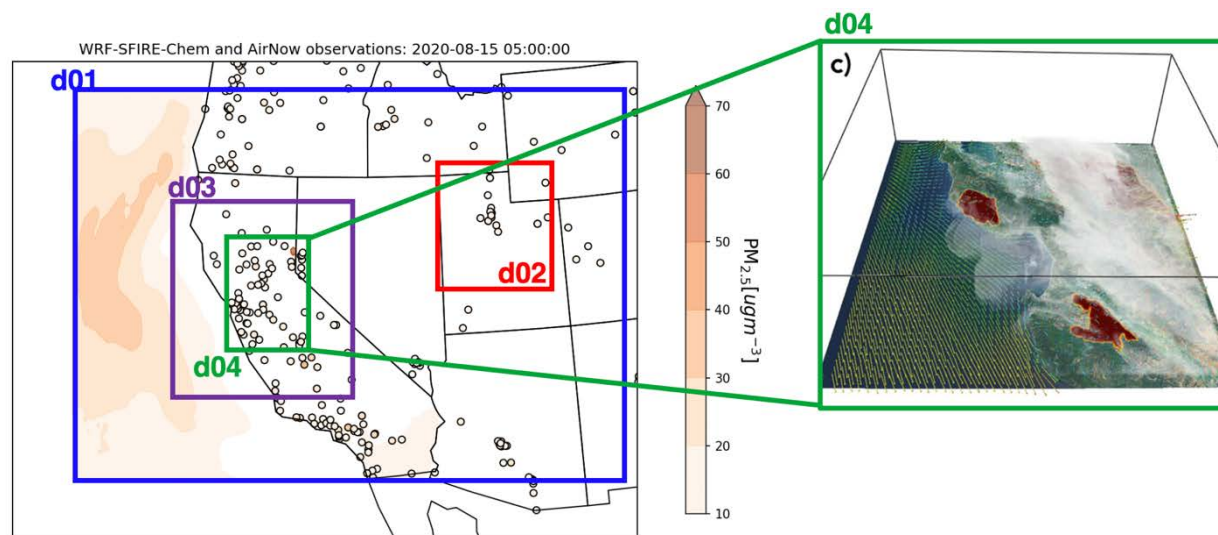 d04
WRF-SFIRE-Chem and AirNow observations: 2020-08-15 05:00:00
c)
d01
d03
d02
d04
70
60
50
40
30
20
10
PM2.5[ugm−3]